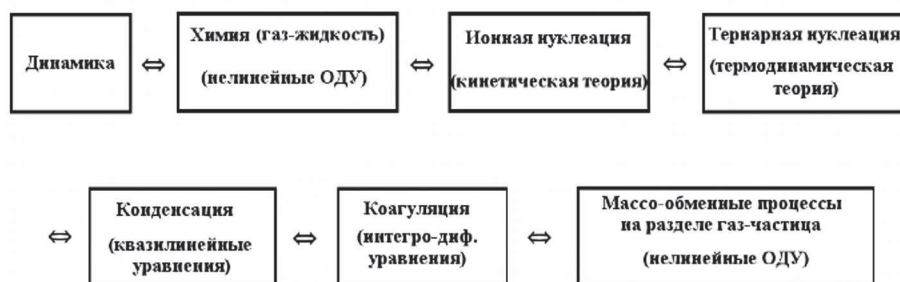 Динамика
⇔
Химия (газ-жидкость)
(нелинейные ОДУ)
⇔
Ионная нуклеация
(кинетическая теория)
⇔
Тернарная нуклеация
(термодинамическая
теория)
⇔
Конденсация
(квазилинейные
уравнения)
⇔
Коагуляция
(интегро-диф.
уравнения)
⇔
Массо-обменные процессы
на разделе газ-частица
(нелинейные ОДУ)